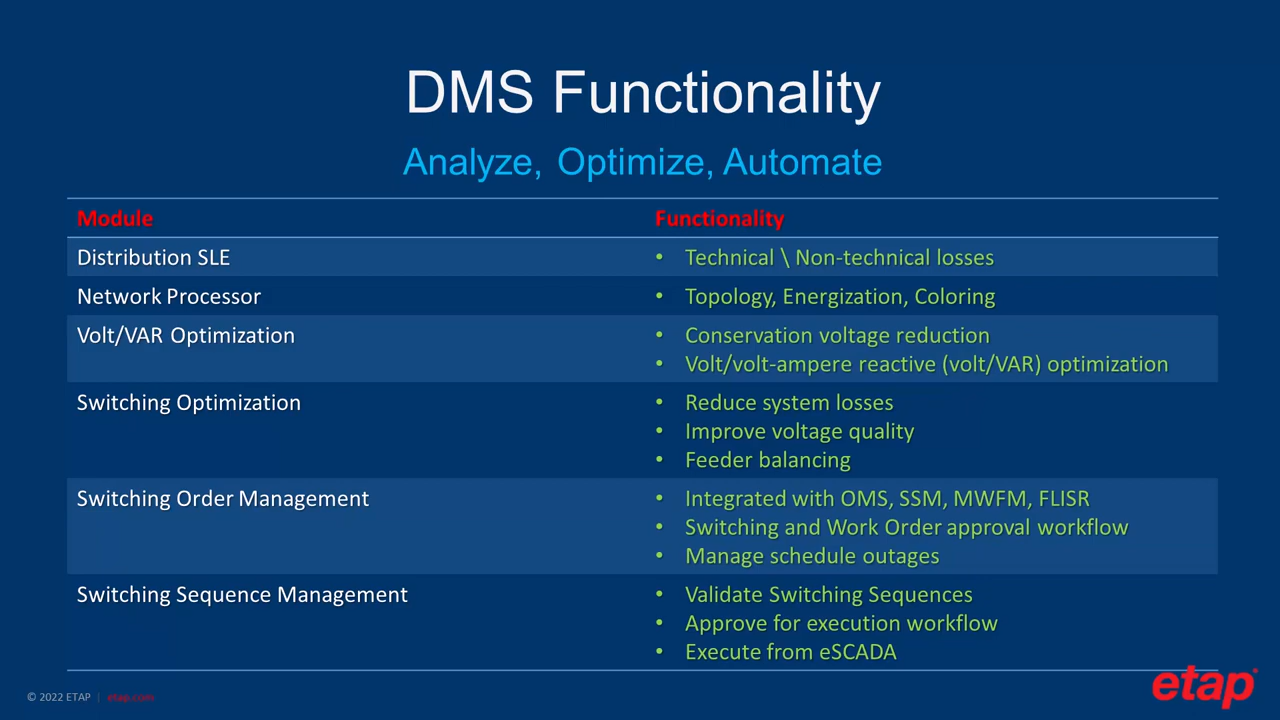 DMS Functionality
Analyze, Optimize, Automate
Module Functionality
Distribution SLE • Technical \ Non-technical losses
Network Processor • Topology, Energization, Coloring
Volt/VAR Optimization • Conservation voltage reduction
• Volt/volt-ampere reactive (volt/VAR) optimization
Switching Optimization • Reduce system losses
• Improve voltage quality
• Feeder balancing
Switching Order Management • Integrated with OMS, SSM, MWFM, FLISR
• Switching and Work Order approval workflow
• Manage schedule outages
Switching Sequence Management • Validate Switching Sequences
• Approve for execution workflow
• Execute from eSCADA
© 2022 ETAP | etap.com
etap®